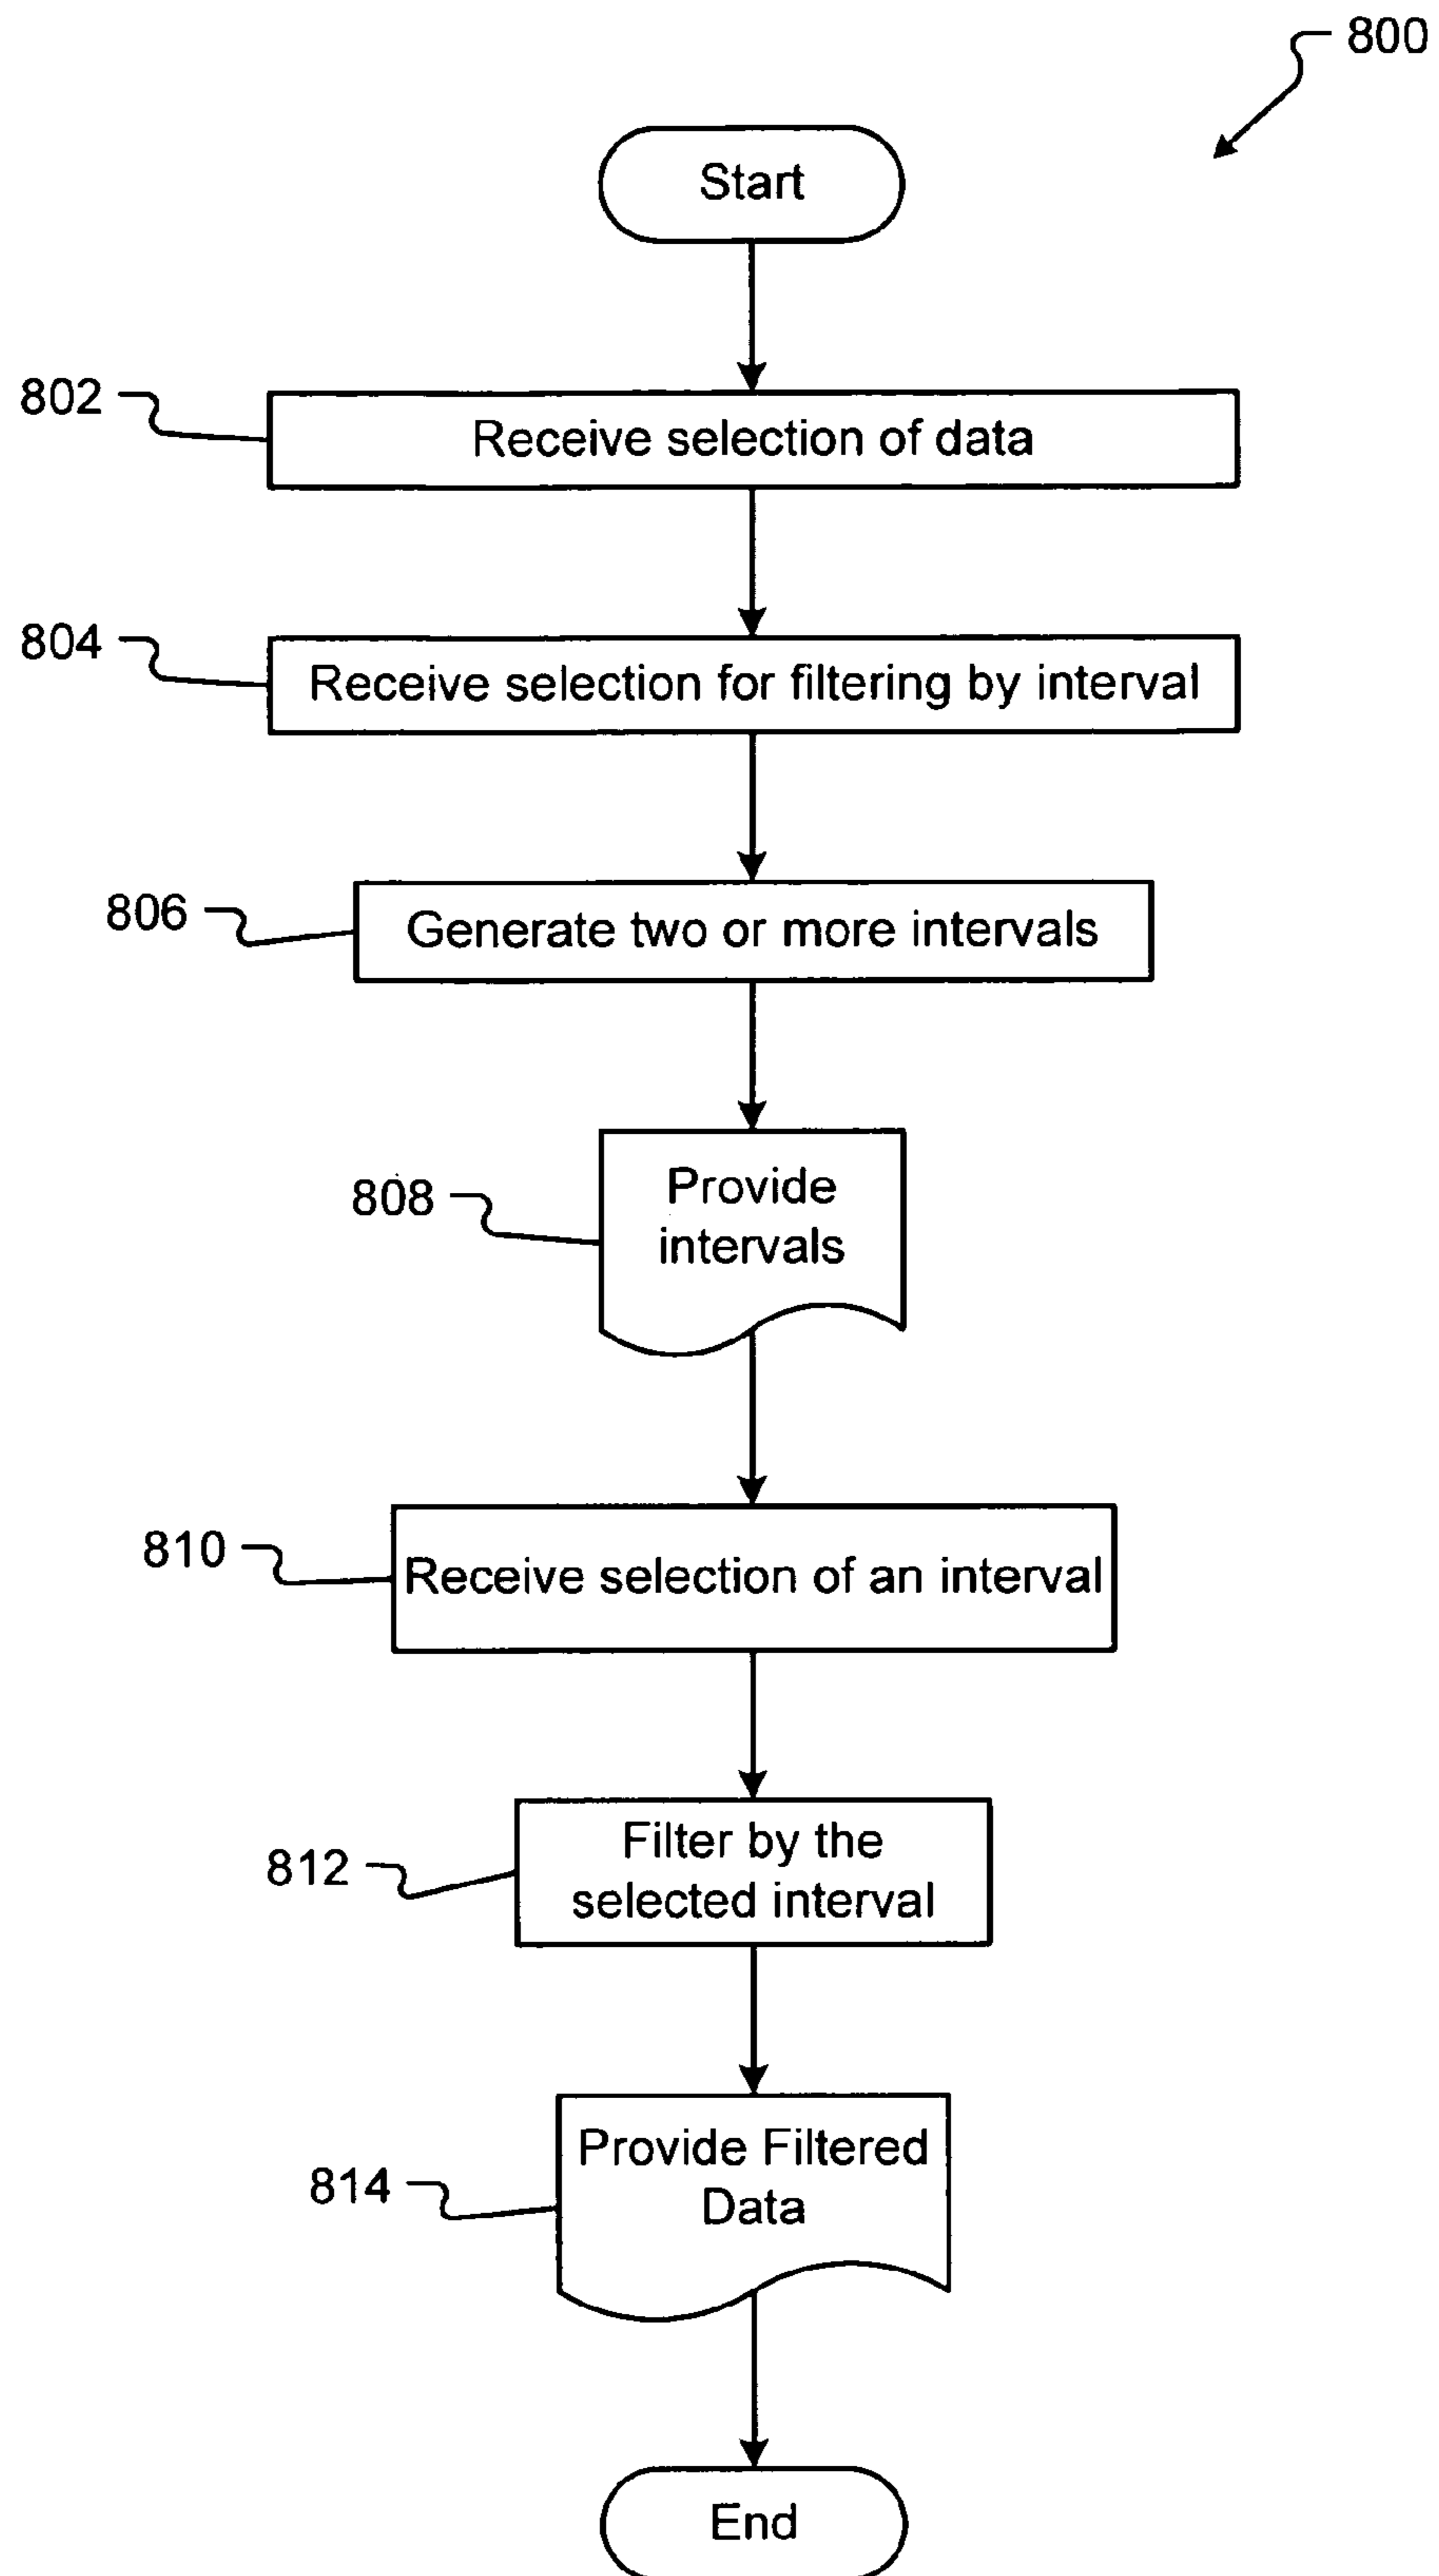 800
Start
802
Receive selection of data
804
Receive selection for filtering by interval
806
Generate two or more intervals
808
Provide
intervals
810
Receive selection of an interval
812
Filter by the
selected interval
814
Provide Filtered
Data
End